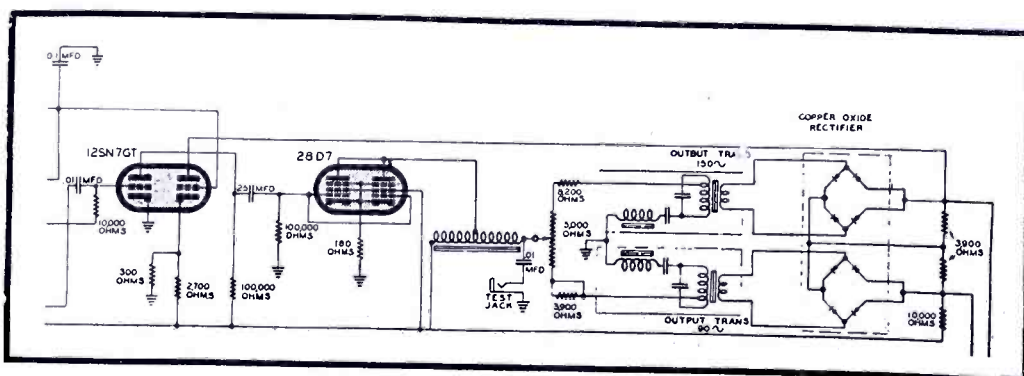 0.1 MFD
COPPER OXIDE
RECTIFIER
12SN7GT
28D7
OUTPUT TRANS
150~
.01 MFD
.25 MFD
8,200
OHMS
10,000
OHMS
100,000
OHMS
180
OHMS
5,000
OHMS
.01
MFD
3,900
OHMS
300
OHMS
2,700
OHMS
100,000
OHMS
TEST
JACK
3,900
OHMS
OUTPUT TRANS
90~
10,000
OHMS